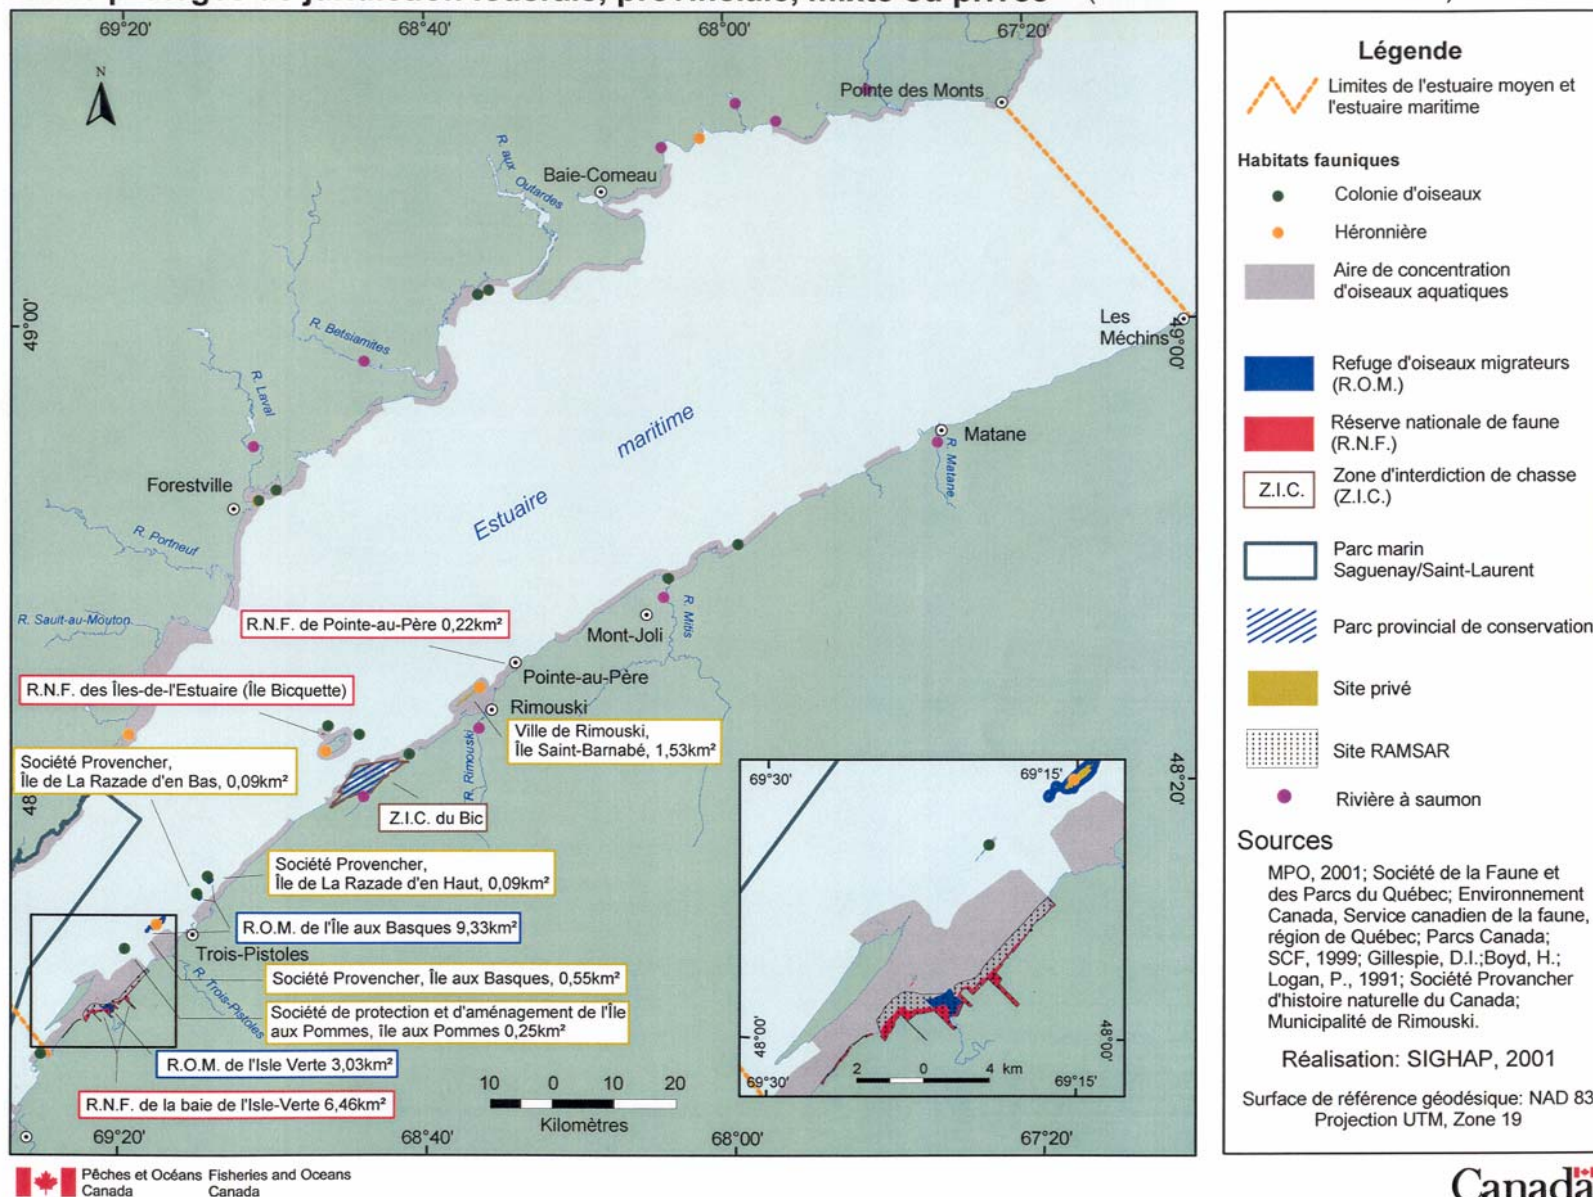 69°20'
68°40'
68°00'
67°20'
N
Pointe des Monts
R. aux
Outardes
Baie-Comeau
49°00'
R. Betsiamites
R. Laval
Les
Méchins
49°00'
maritime
Matane
R. Matane
Forestville
Estuaire
R. Portneuf
R. Sault-au-Mouton
R.N.F. de Pointe-au-Père 0,22km²
Mont-Joli
R. Mitis
Pointe-au-Père
R.N.F. des Îles-de-l'Estuaire (Île Bicquette)
Rimouski
Ville de Rimouski,
Île Saint-Barnabé, 1,53km²
R. Rimouski
Société Provencher,
Île de La Razade d'en Bas, 0,09km²
48°20'
Z.I.C. du Bic
Société Provencher,
Île de La Razade d'en Haut, 0,09km²
R.O.M. de l'Île aux Basques 9,33km²
Trois-Pistoles
R. Trois-Pistoles
Société Provencher, Île aux Basques, 0,55km²
Société de protection et d'aménagement de l'Île
aux Pommes, île aux Pommes 0,25km²
R.O.M. de l'Isle Verte 3,03km²
R.N.F. de la baie de l'Isle-Verte 6,46km²
10 0 10 20
Kilomètres
69°30'
69°15'
48°00'
48°00'
2 0 4 km
69°30'
69°15'
69°20'
68°40'
68°00'
67°20'
Légende
Limites de l'estuaire moyen et
l'estuaire maritime
Habitats fauniques
Colonie d'oiseaux
Héronnière
Aire de concentration
d'oiseaux aquatiques
Refuge d'oiseaux migrateurs
(R.O.M.)
Réserve nationale de faune
(R.N.F.)
Z.I.C.
Zone d'interdiction de chasse
(Z.I.C.)
Parc marin
Saguenay/Saint-Laurent
Parc provincial de conservation
Site privé
Site RAMSAR
Rivière à saumon
Sources
MPO, 2001; Société de la Faune et
des Parcs du Québec; Environnement
Canada, Service canadien de la faune,
région de Québec; Parcs Canada;
SCF, 1999; Gillespie, D.I.;Boyd, H.;
Logan, P., 1991; Société Provancher
d'histoire naturelle du Canada;
Municipalité de Rimouski.
Réalisation: SIGHAP, 2001
Surface de référence géodésique: NAD 83
Projection UTM, Zone 19
Pêches et Océans Fisheries and Oceans
Canada Canada
Canada